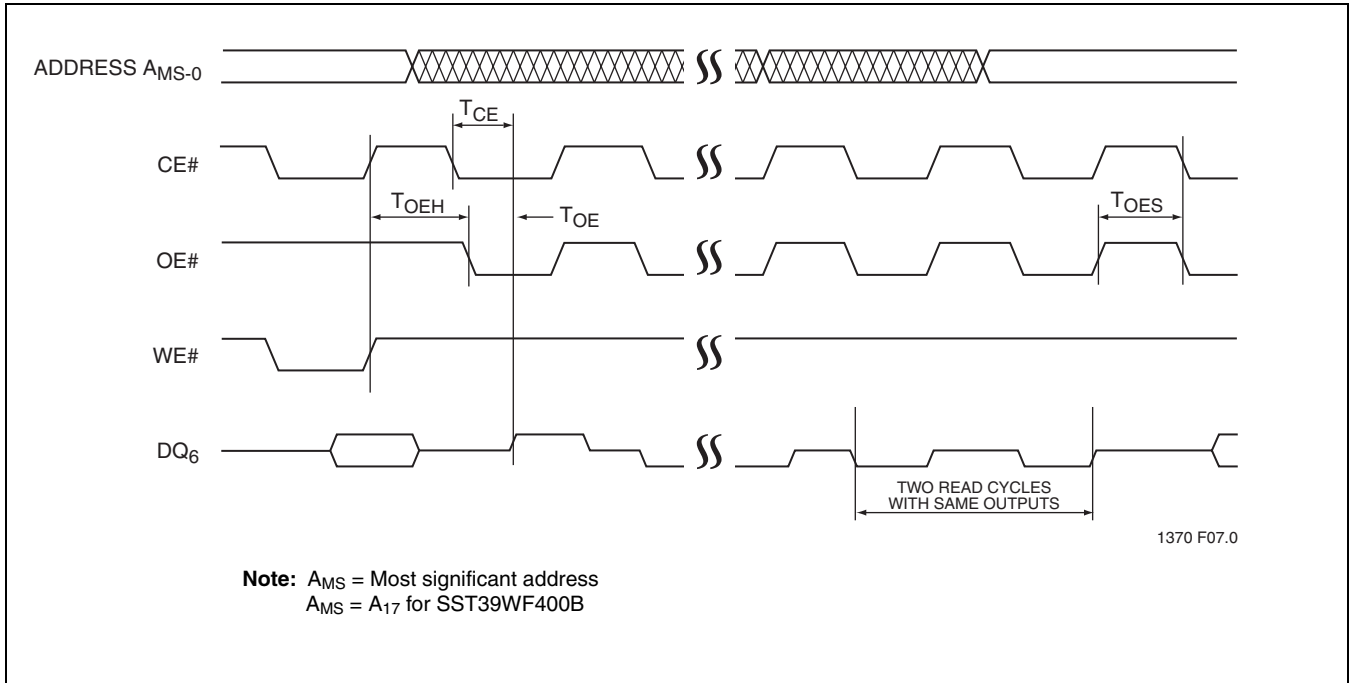 ADDRESS AMS-0
TCE
CE#
TOEH
TOE
TOES
OE#
WE#
DQ6
TWO READ CYCLES
WITH SAME OUTPUTS
1370 F07.0
Note: AMS = Most significant address
AMS = A17 for SST39WF400B